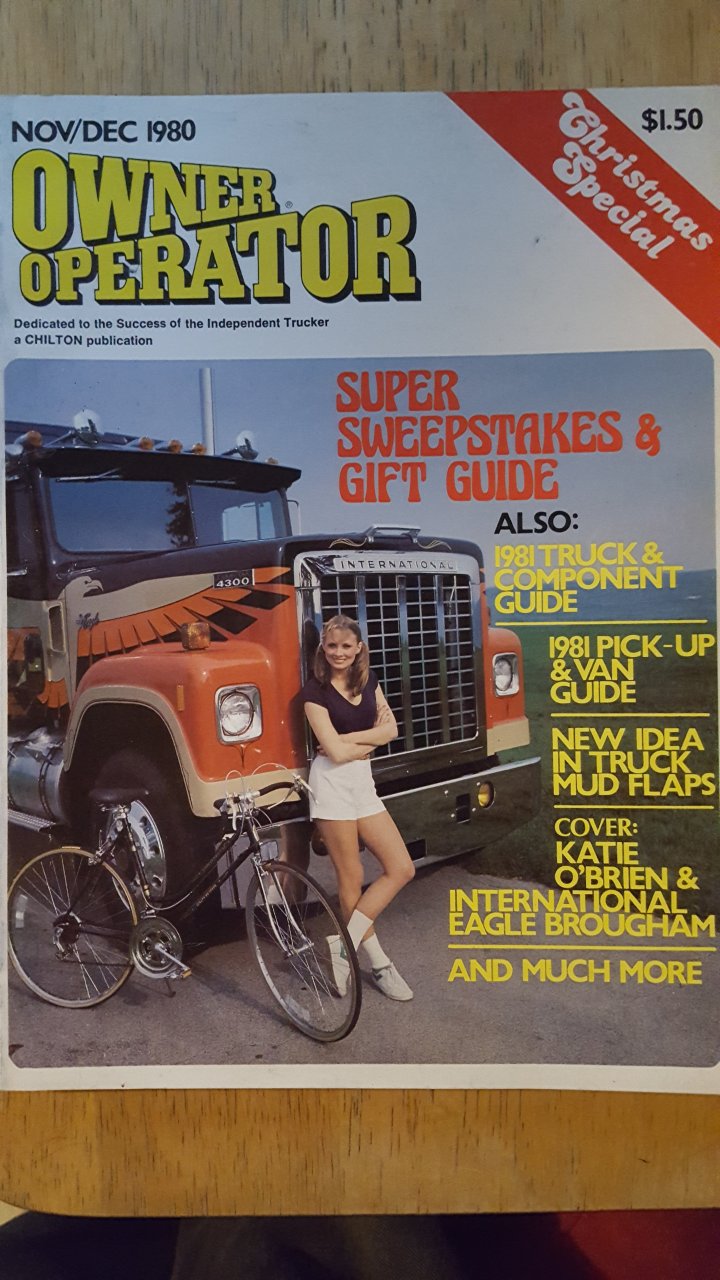 NOV/DEC 1980
$1.50
Christmas
Special
OWNER
OPERATOR®
Dedicated to the Success of the Independent Trucker
a CHILTON publication
SUPER
SWEEPSTAKES &
GIFT GUIDE
ALSO:
1981 TRUCK &
COMPONENT
GUIDE
1981 PICK-UP
& VAN
GUIDE
NEW IDEA
IN TRUCK
MUD FLAPS
COVER:
KATIE
O'BRIEN &
INTERNATIONAL
EAGLE BROUGHAM
AND MUCH MORE
INTERNATIONAL
4300
Eagle